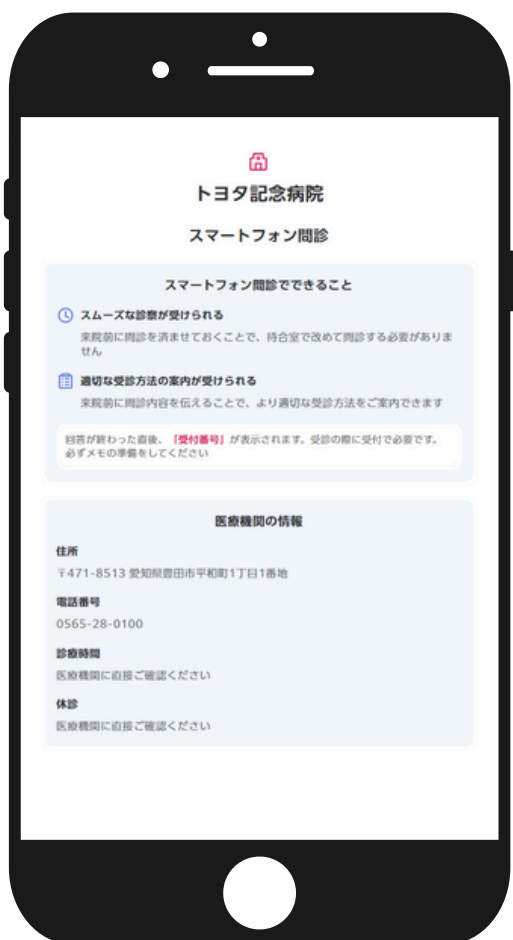 トヨタ記念病院
スマートフォン問診
スマートフォン問診でできること
スムーズな診察が受けられる
来院前に問診を済ませておくことで、待合室で改めて問診する必要がありま
せん
適切な受診方法の案内が受けられる
来院前に問診内容を伝えることで、より適切な受診方法をご案内できます
回答が終わった直後、「受付番号」が表示されます。受診の際に受付で必要です。
必ずメモの準備をしてください
医療機関の情報
住所
〒471-8513 愛知県豊田市平和町1丁目1番地
電話番号
0565-28-0100
診療時間
医療機関に直接ご確認ください
休診
医療機関に直接ご確認ください